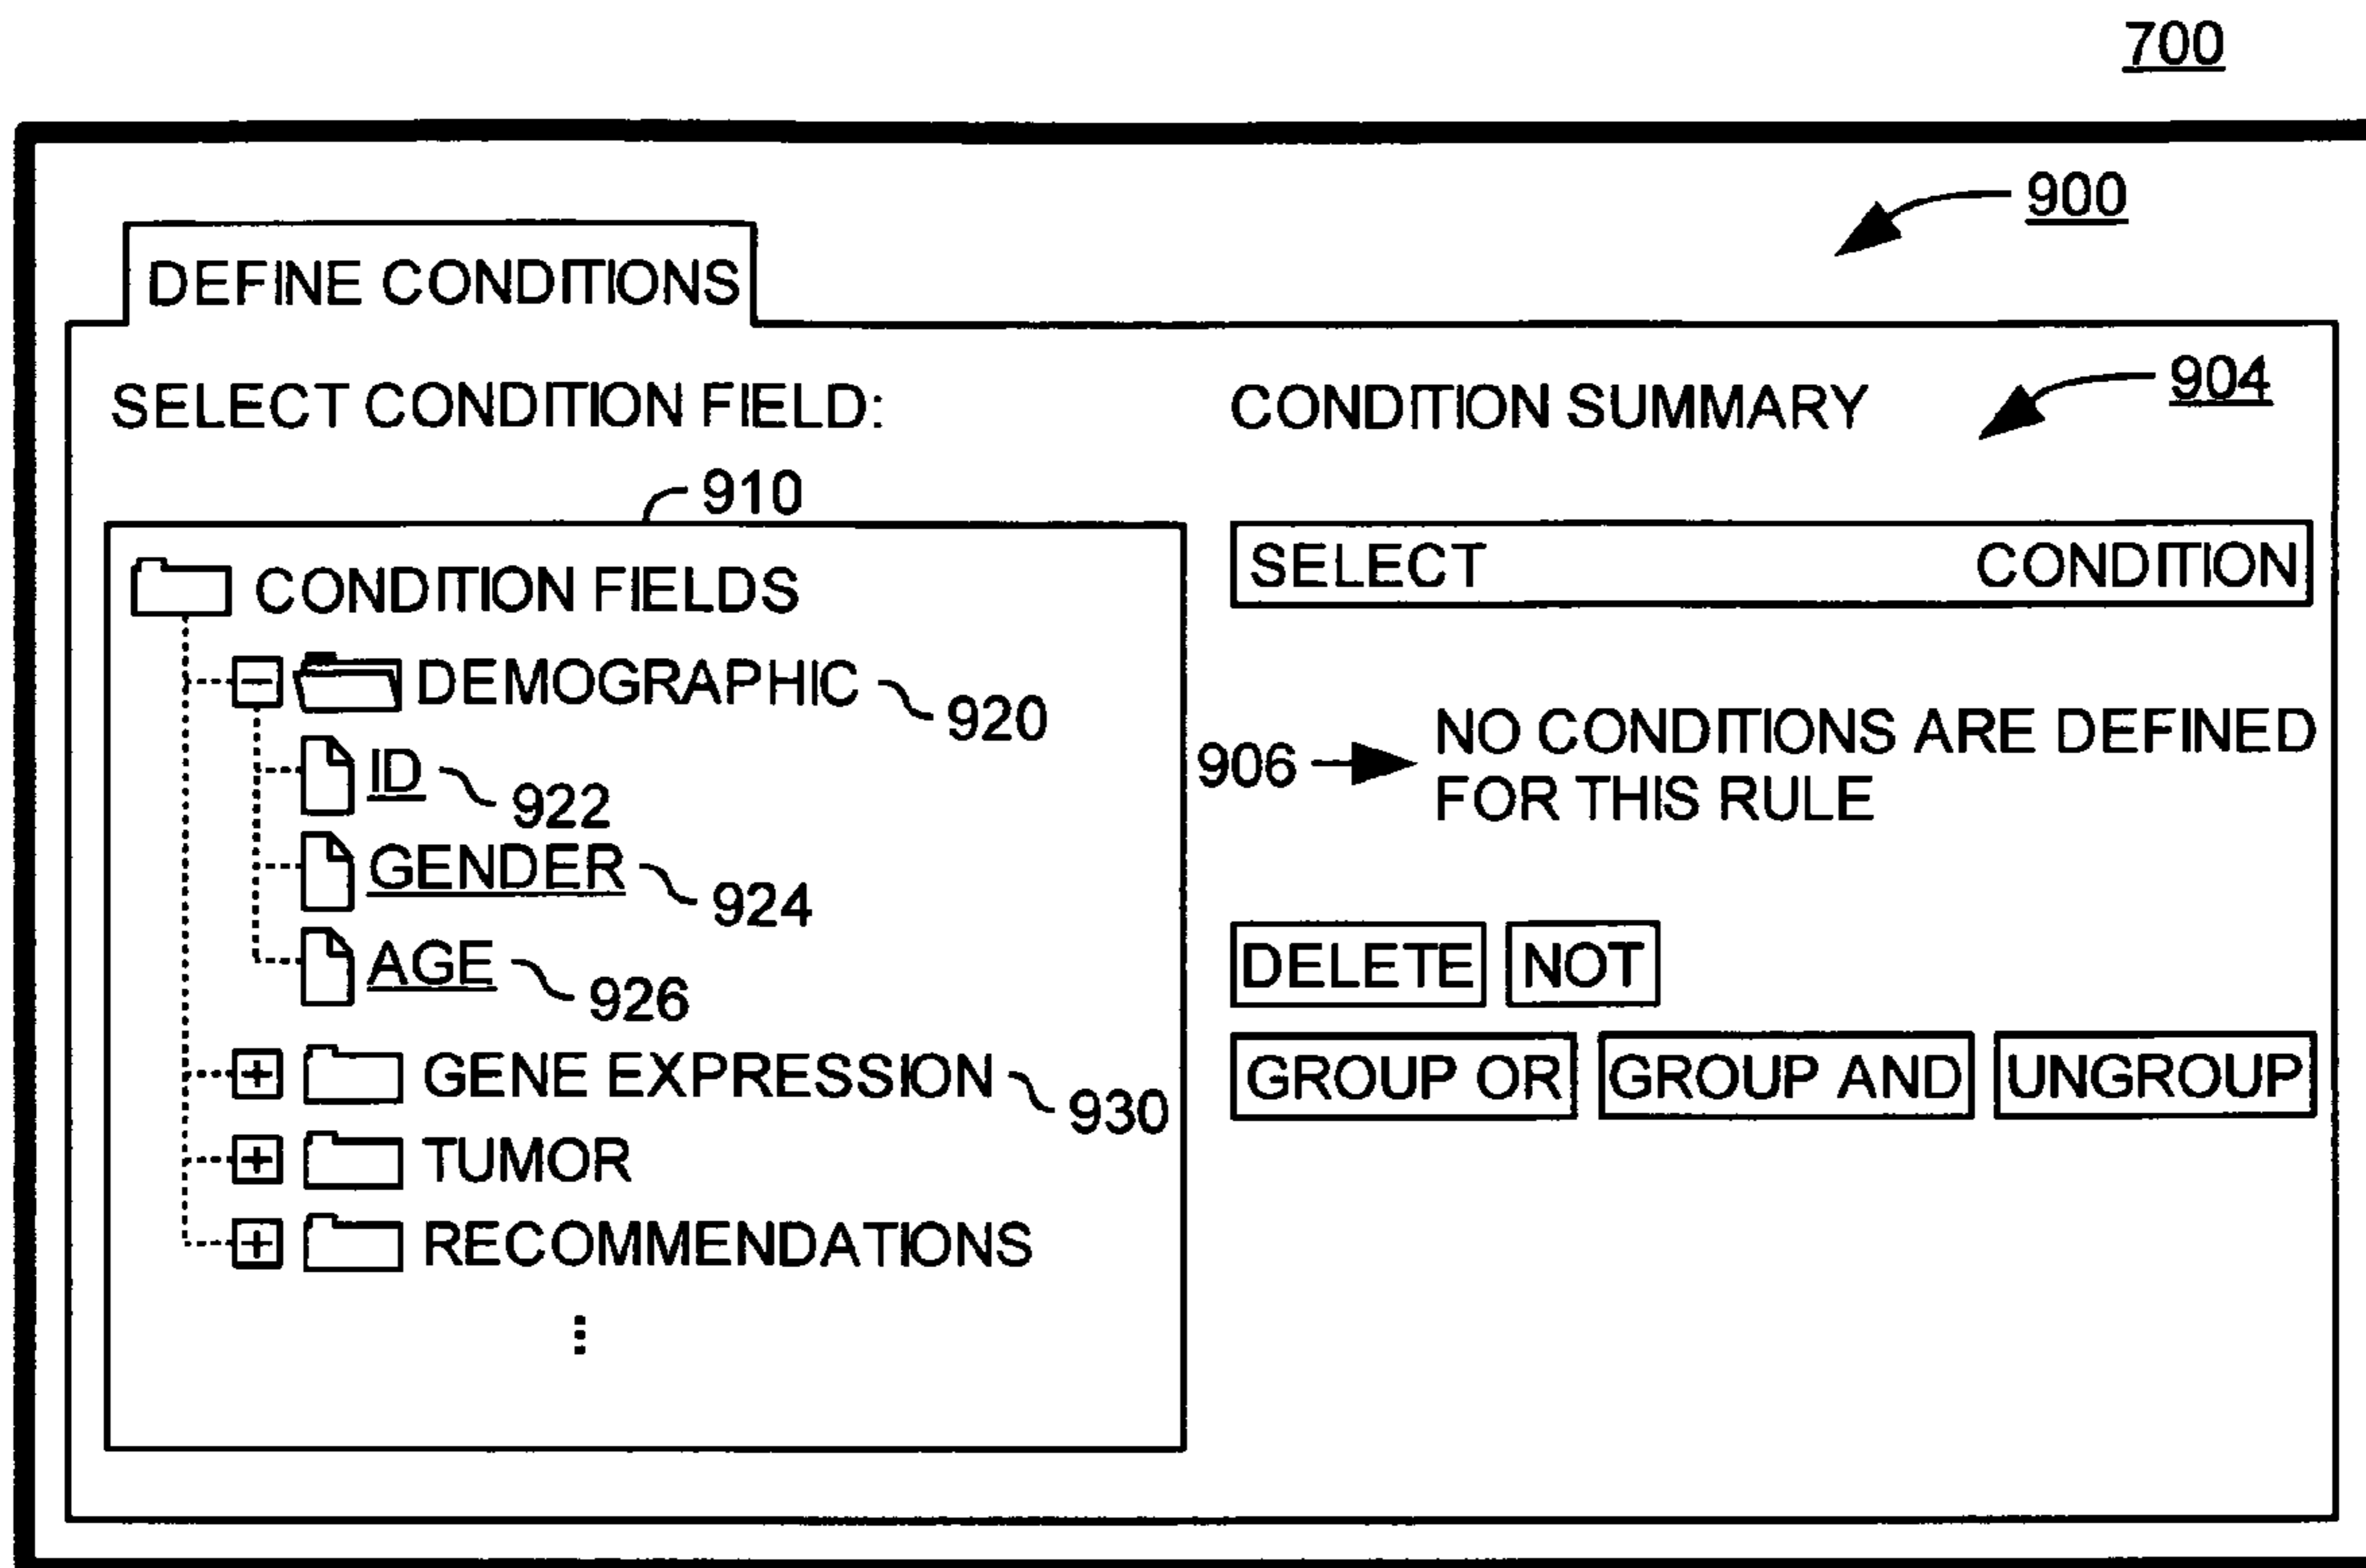 700
900
DEFINE CONDITIONS
SELECT CONDITION FIELD:
CONDITION SUMMARY
904
910
CONDITION FIELDS
DEMOGRAPHIC 920
ID 922
GENDER 924
AGE 926
GENE EXPRESSION 930
TUMOR
RECOMMENDATIONS
SELECT CONDITION
906 NO CONDITIONS ARE DEFINED
FOR THIS RULE
DELETE NOT
GROUP OR GROUP AND UNGROUP